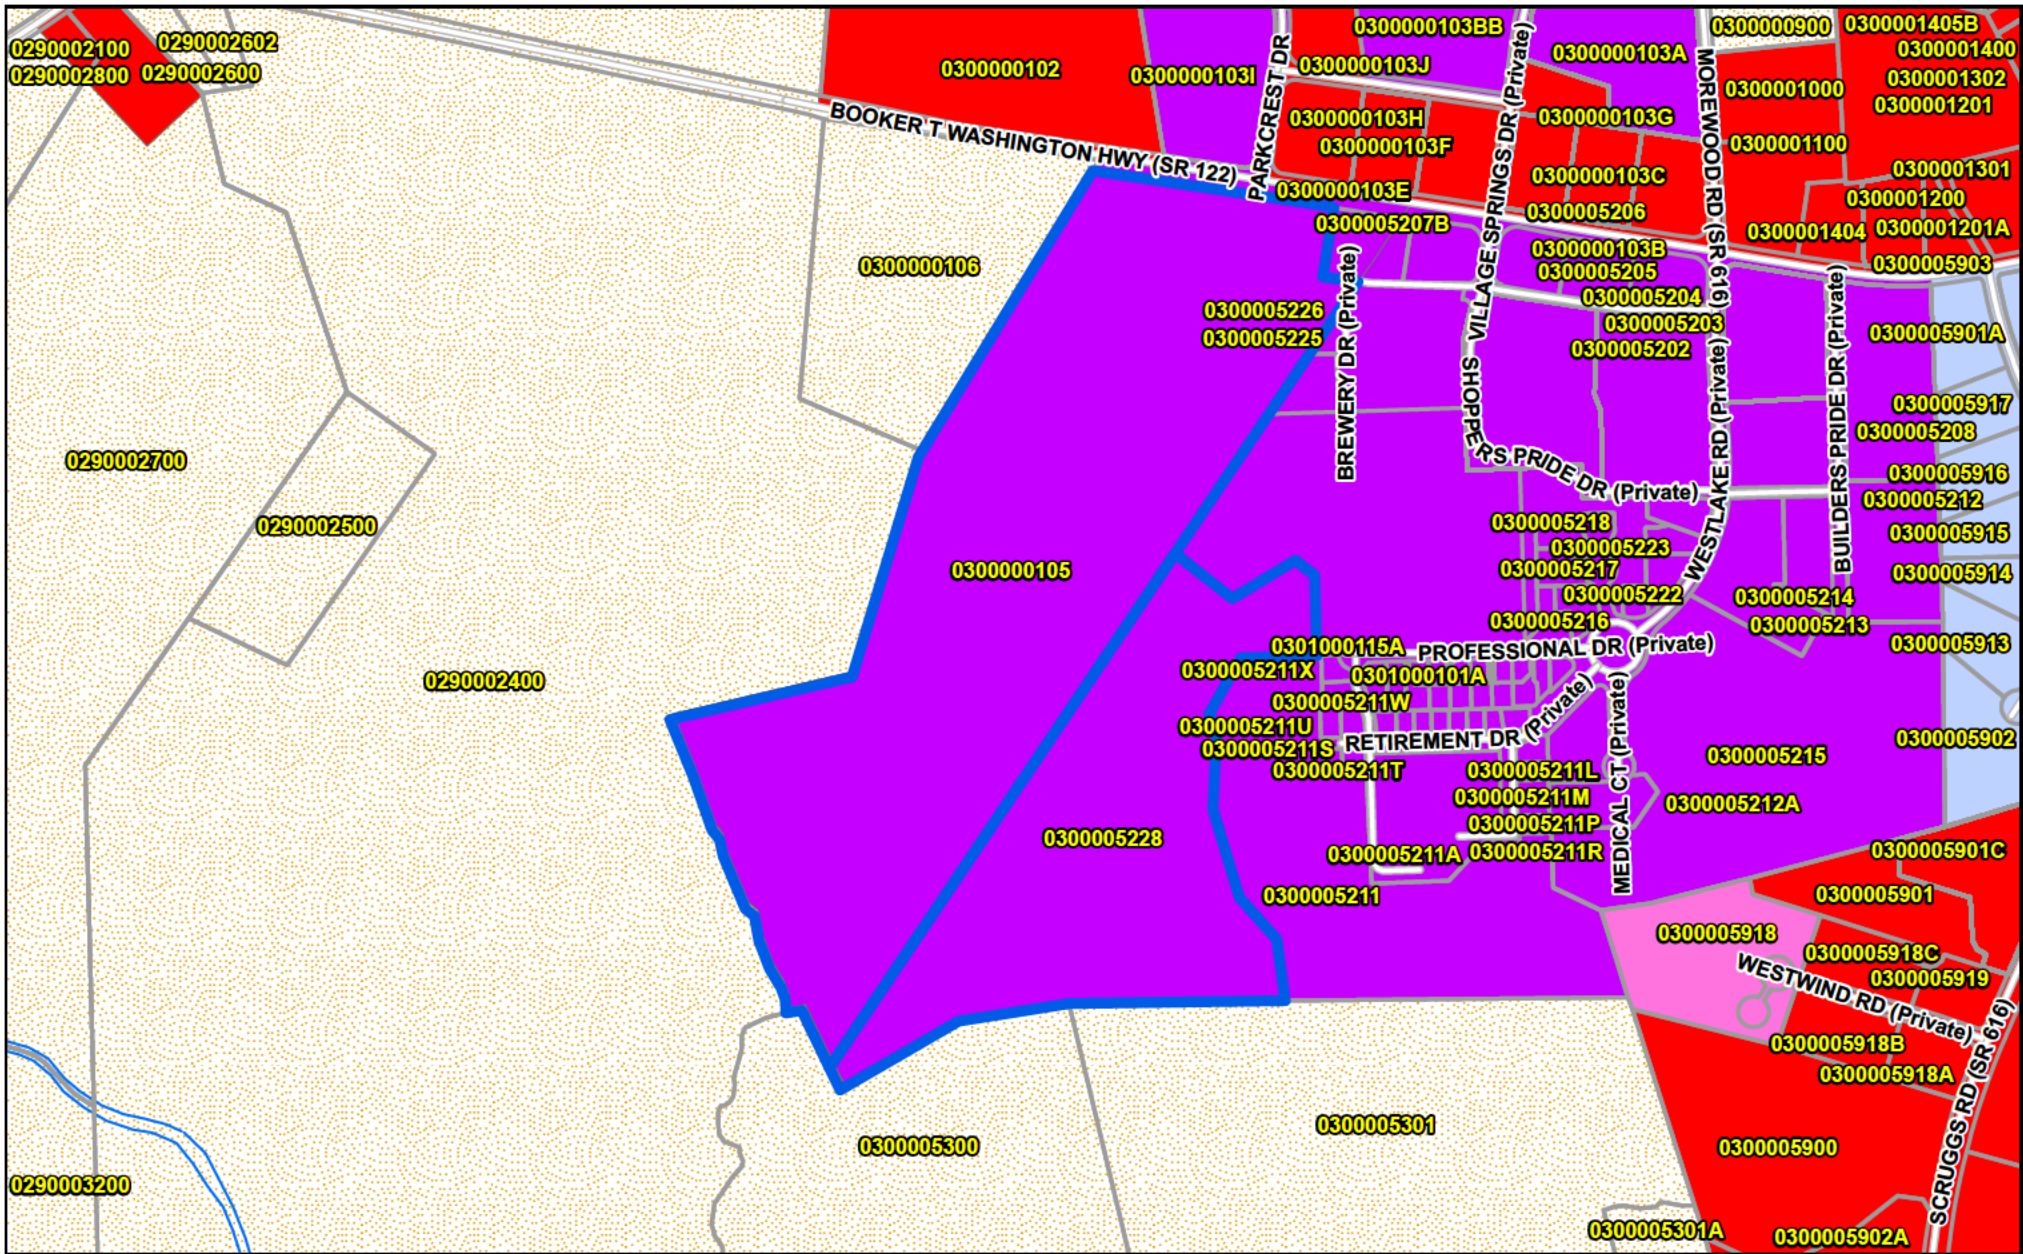 0290002100
0290002602
0290002800
0290002600
0300000102
0300000103I
PARKCREST DR
0300000103BB
0300000103J
VILLAGE SPRINGS DR (Private)
0300000103A
MOREWOOD RD (SR 616)
0300000900
0300001405B
0300001400
0300001302
0300001000
0300001201
BOOKER T WASHINGTON HWY (SR 122)
0300000103H
0300000103G
0300000103F
0300001100
0300001301
0300000103C
0300000103E
0300001200
0300005206
0300005207B
0300001404
0300001201A
0300000103B
0300005903
0300000106
0300005205
0300005204
0300005226
0300005225
BREWERY DR (Private)
0300005203
0300005202
BUILDERS PRIDE DR (Private)
0300005901A
SHOPPERS PRIDE DR (Private)
WESTLAKE RD (Private)
0300005917
0300005208
0290002700
0300005916
0300005212
0290002500
0300005218
0300005915
0300005223
0300000105
0300005217
0300005914
0300005222
0300005214
0300005216
0300005213
0301000115A
PROFESSIONAL DR (Private)
0300005913
0300005211X
0301000101A
0290002400
0300005211W
0300005211U
RETIREMENT DR (Private)
MEDICAL CT (Private)
0300005902
0300005211S
0300005215
0300005211T
0300005211L
0300005211M
0300005212A
0300005211P
0300005228
0300005211A
0300005211R
0300005901C
0300005211
0300005901
0300005918
0300005918C
WESTWIND RD (Private)
0300005919
0300005918B
0300005918A
SCRUGGS RD (SR 616)
0300005301
0300005300
0300005900
0290003200
0300005301A
0300005902A